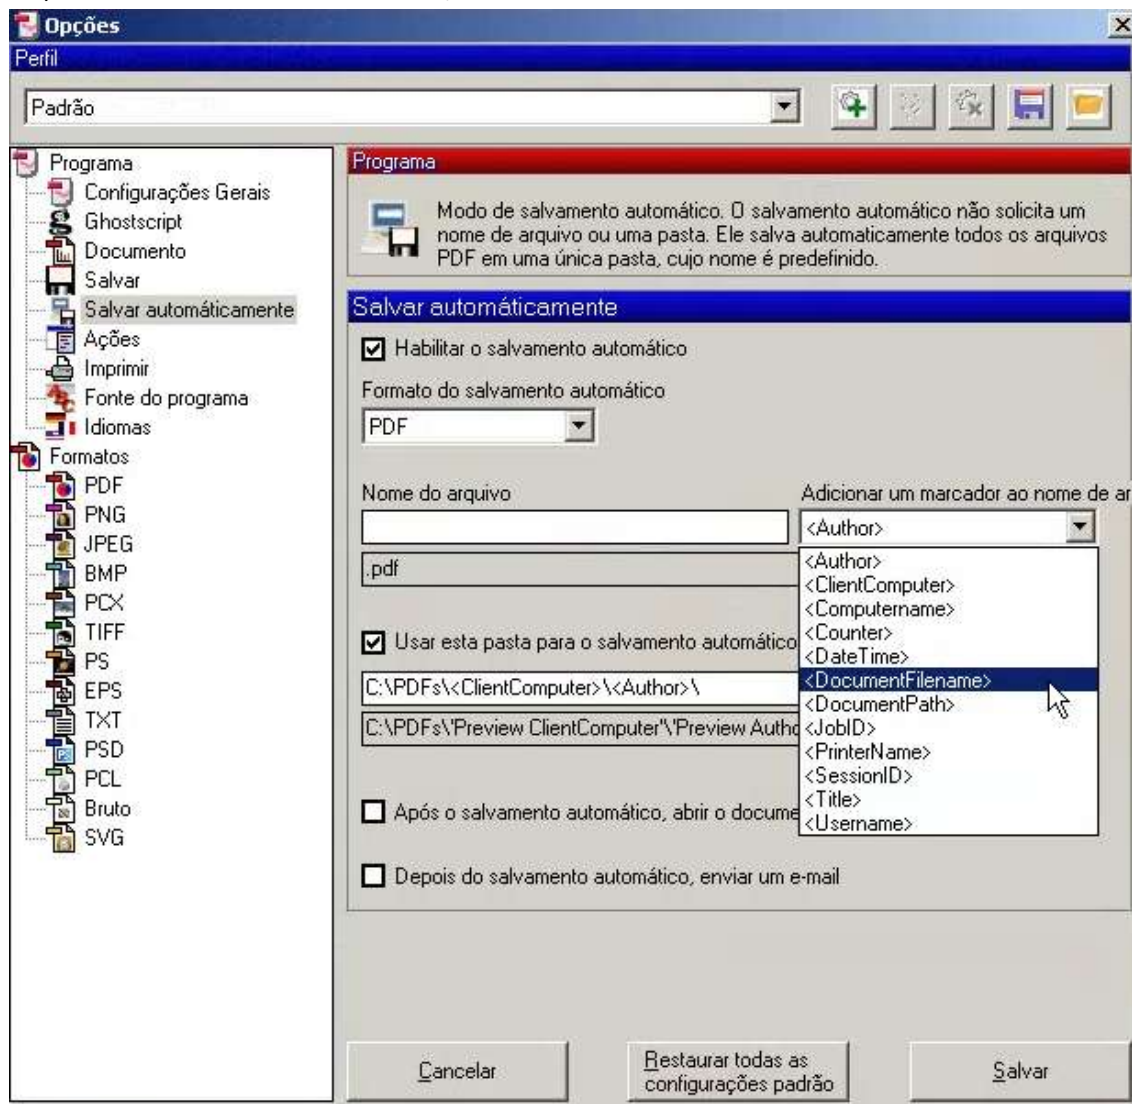 Opções
Perfil
Padrão
Programa
Configurações Gerais
Ghostscript
Documento
Salvar
Salvar automáticamente
Ações
Imprimir
Fonte do programa
Idiomas
Formatos
PDF
PNG
JPEG
BMP
PCX
TIFF
PS
EPS
TXT
PSD
PCL
Bruto
SVG
Programa
Modo de salvamento automático. O salvamento automático não solicita um
nome de arquivo ou uma pasta. Ele salva automaticamente todos os arquivos
PDF em uma única pasta, cujo nome é predefinido.
Salvar automáticamente
Habilitar o salvamento automático
Formato do salvamento automático
PDF
Nome do arquivo
.pdf
Adicionar um marcador ao nome de ar
<Author>
<Author>
<ClientComputer>
<Computername>
<Counter>
<DateTime>
<DocumentFilename>
<DocumentPath>
<JobID>
<PrinterName>
<SessionID>
<Title>
<Username>
Usar esta pasta para o salvamento automático
C:\PDFs\<ClientComputer>\<Author>\
C:\PDFs\"Preview ClientComputer"\"Preview Autho
Após o salvamento automático, abrir o docume
Depois do salvamento automático, enviar um e-mail
Cancelar
Restaurar todas as
configurações padrão
Salvar